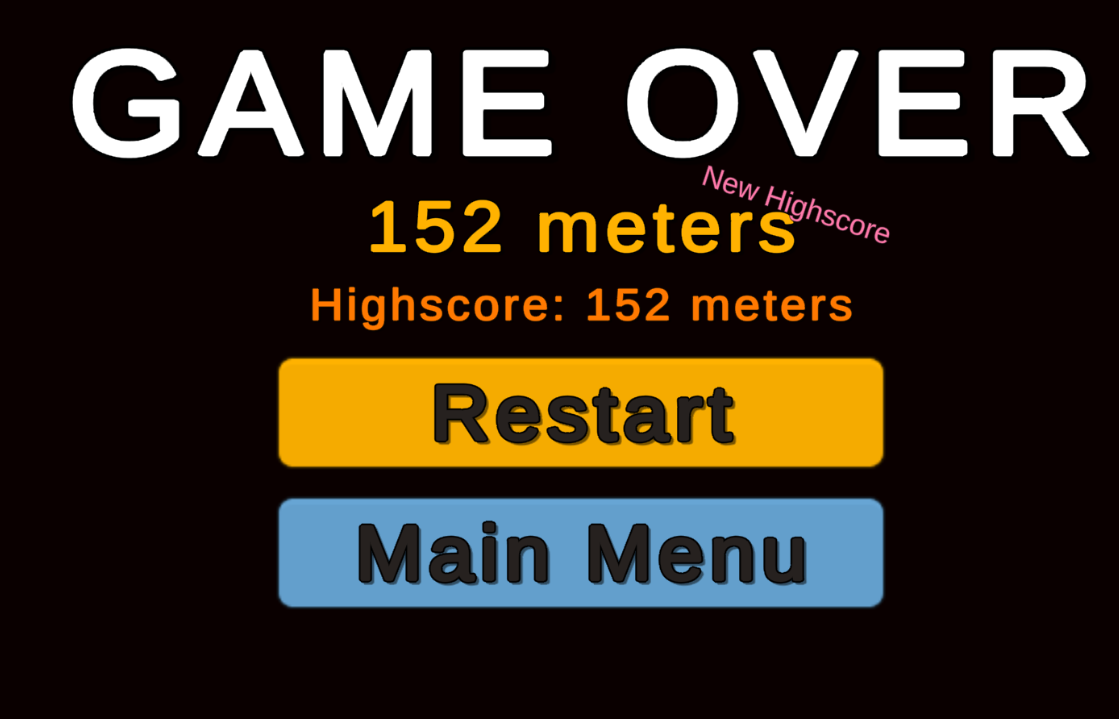 GAME OVER
New Highscore
152 meters
Highscore: 152 meters
Restart
Main Menu